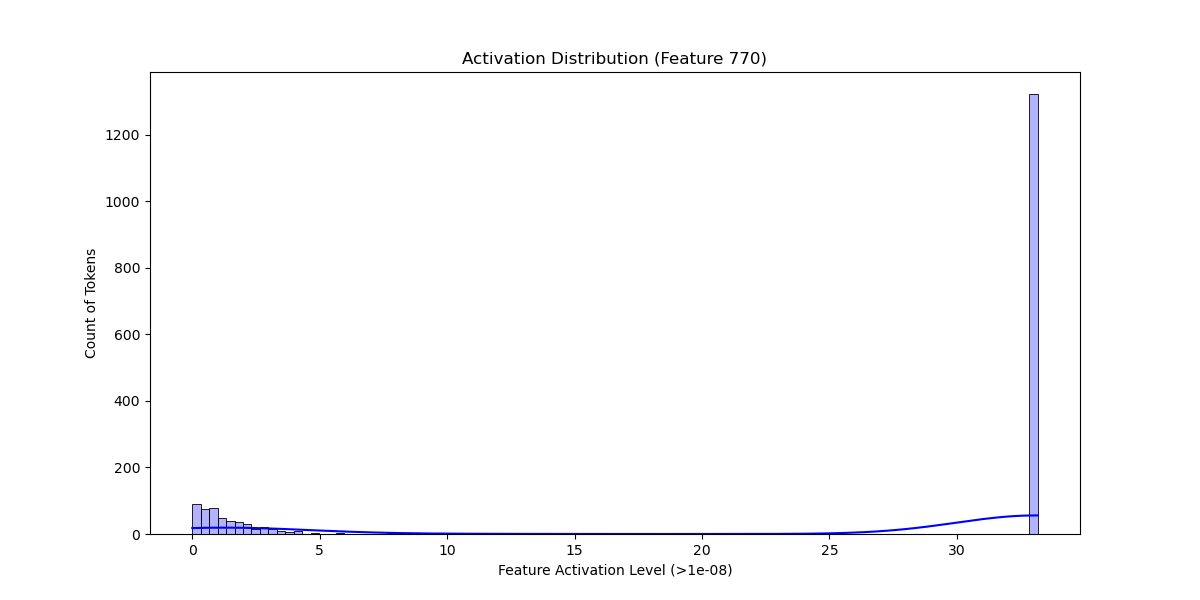 Activation Distribution (Feature 770)
1200
1000
800
600
400
200
0
Count of Tokens
0 5 10 15 20 25 30
Feature Activation Level (>1e-08)